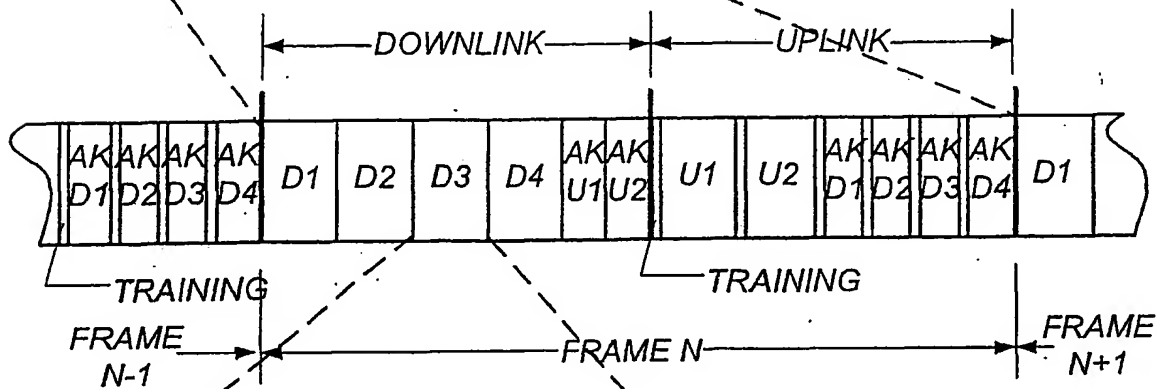 DOWNLINK UPLINK
AK AK AK AK AK AK AK AK AK AK
D1 D2 D3 D4 D1 D2 D3 D4 U1 U2 U1 U2 D1 D2 D3 D4 D1
TRAINING TRAINING
FRAME N-1
FRAME N
FRAME N+1